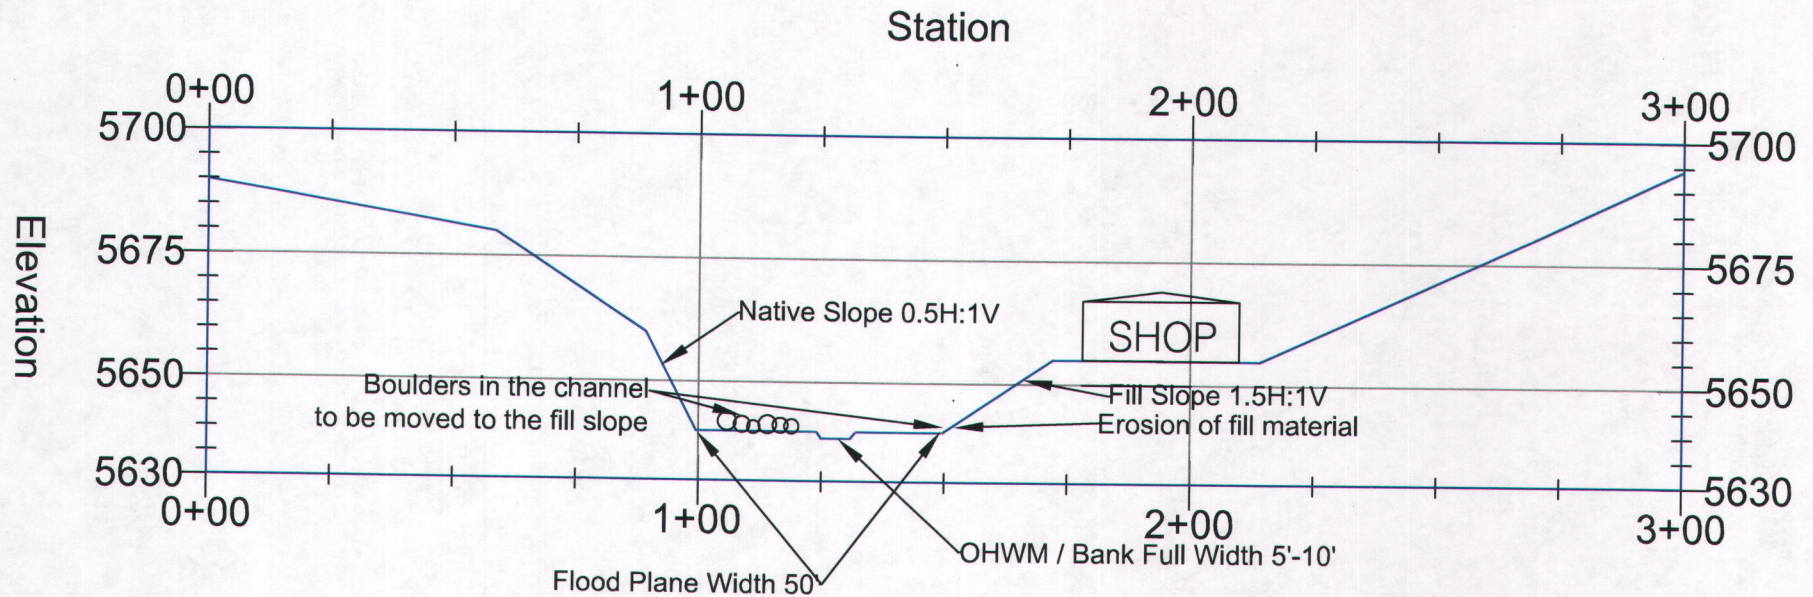 Station
0+00 1+00 2+00 3+00
5700 5700
5675 5675
Elevation
Native Slope 0.5H:1V
SHOP
5650 5650
Boulders in the channel
to be moved to the fill slope
Fill Slope 1.5H:1V
Erosion of fill material
5630 5630
0+00 1+00 2+00 3+00
OHWM / Bank Full Width 5'-10'
Flood Plane Width 50'